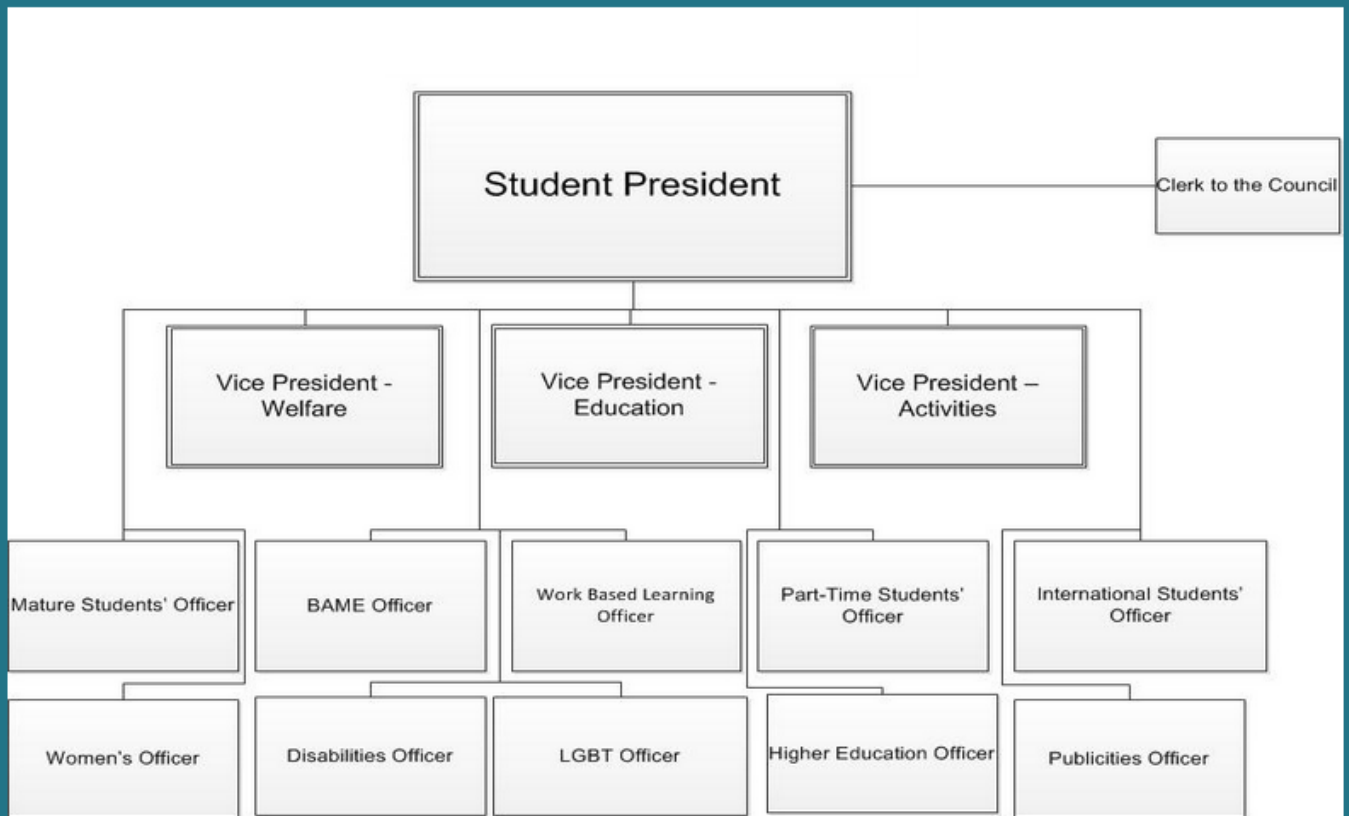 Student President
Clerk to the Council
Vice President -
Welfare
Vice President -
Education
Vice President –
Activities
Mature Students' Officer
BAME Officer
Work Based Learning
Officer
Part-Time Students'
Officer
International Students'
Officer
Women's Officer
Disabilities Officer
LGBT Officer
Higher Education Officer
Publicities Officer